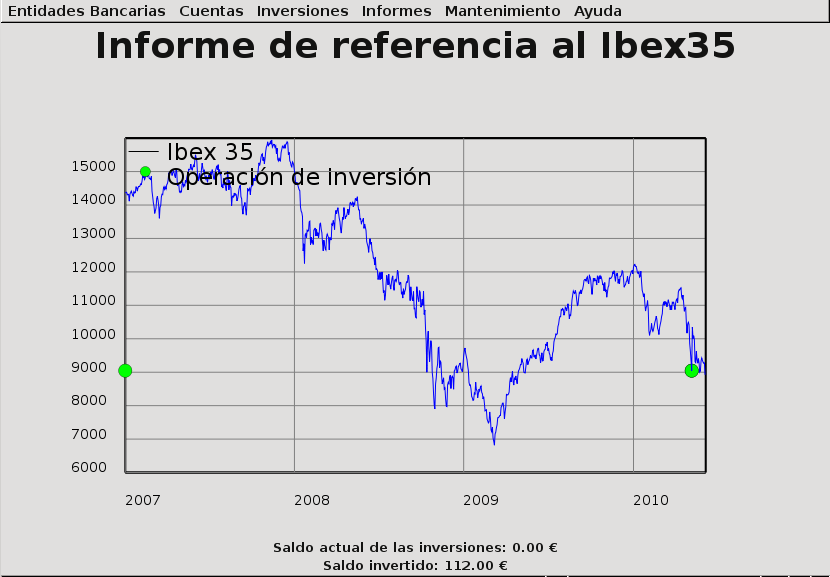 Entidades Bancarias Cuentas Inversiones Informes Mantenimiento Ayuda
Informe de referencia al Ibex35
Ibex 35
Operación de inversión
15000
14000
13000
12000
11000
10000
9000
8000
7000
6000
2007 2008 2009 2010
Saldo actual de las inversiones: 0.00 €
Saldo invertido: 112.00 €